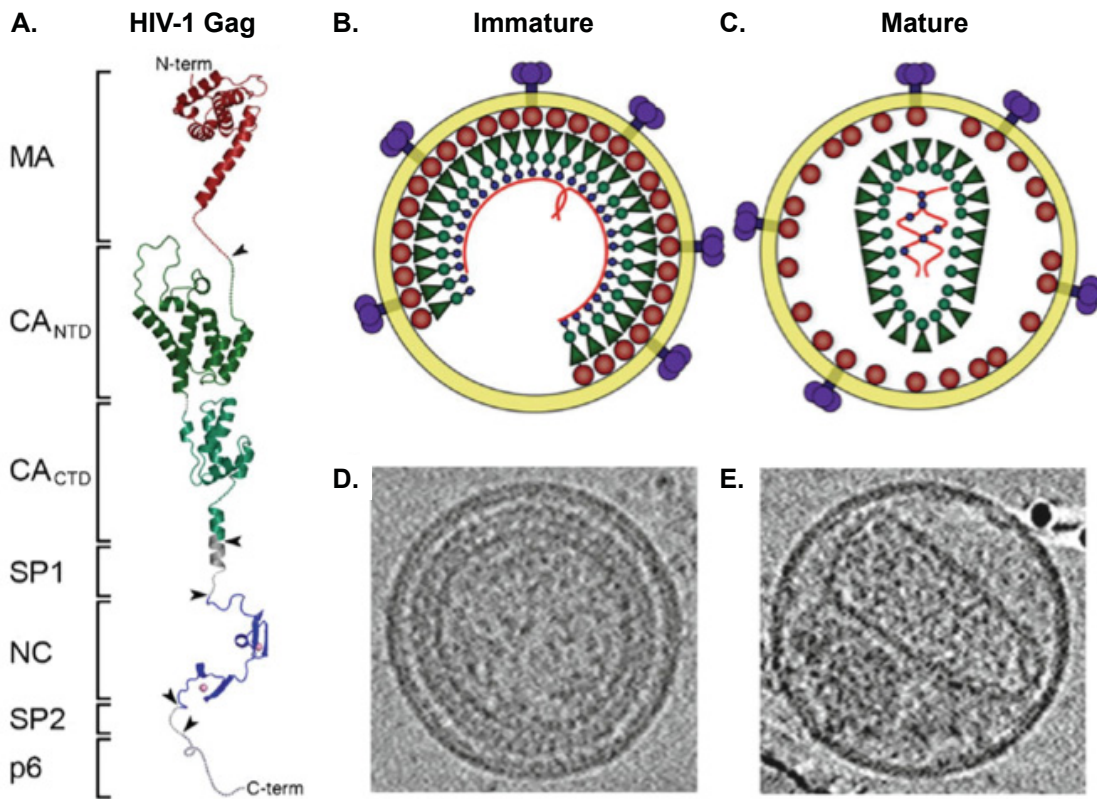 A. HIV-1 Gag B. Immature C. Mature
N-term
MA
CANTD
CACTD
SP1
NC
SP2
p6
C-term
D. E.